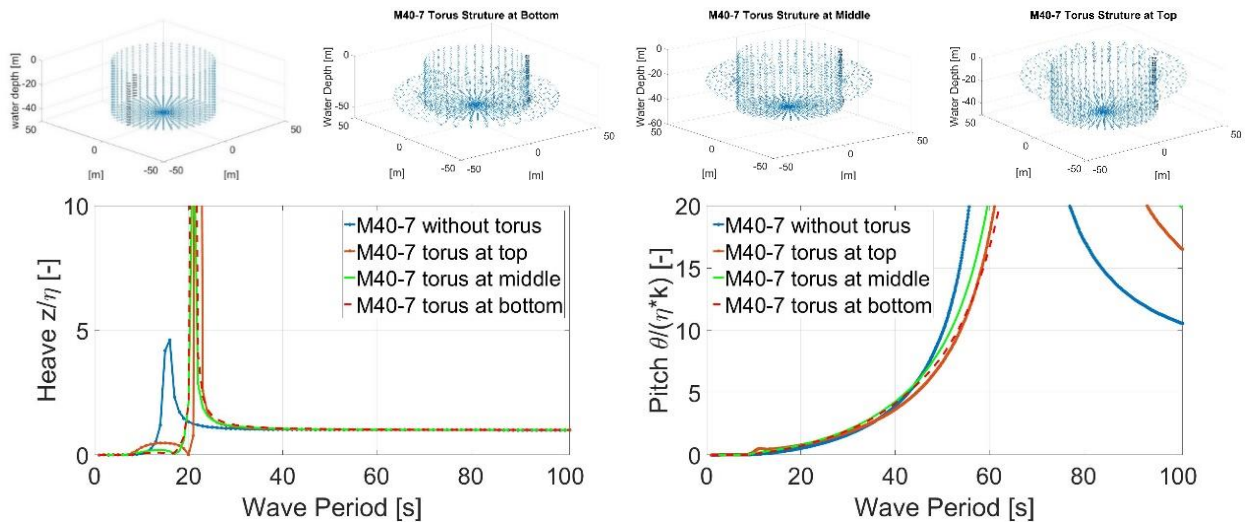 M40-7 Torus Struture at Bottom
M40-7 Torus Struture at Middle
M40-7 Torus Struture at Top
water depth [m]
0
-20
-40
50
0
-50
-50
0
50
[m]
[m]
Water Depth [m]
0
-50
50
0
-50
-50
0
50
[m]
[m]
Water Depth [m]
0
-20
-40
-60
50
0
-50
-50
0
50
[m]
[m]
Water Depth [m]
0
-20
-40
50
0
-50
-50
0
50
[m]
[m]
Heave z/η [-]
10
5
0
0
20
40
60
80
100
Wave Period [s]
M40-7 without torus
M40-7 torus at top
M40-7 torus at middle
M40-7 torus at bottom
Pitch θ/(η*k) [-]
20
15
10
5
0
0
20
40
60
80
100
Wave Period [s]
M40-7 without torus
M40-7 torus at top
M40-7 torus at middle
M40-7 torus at bottom